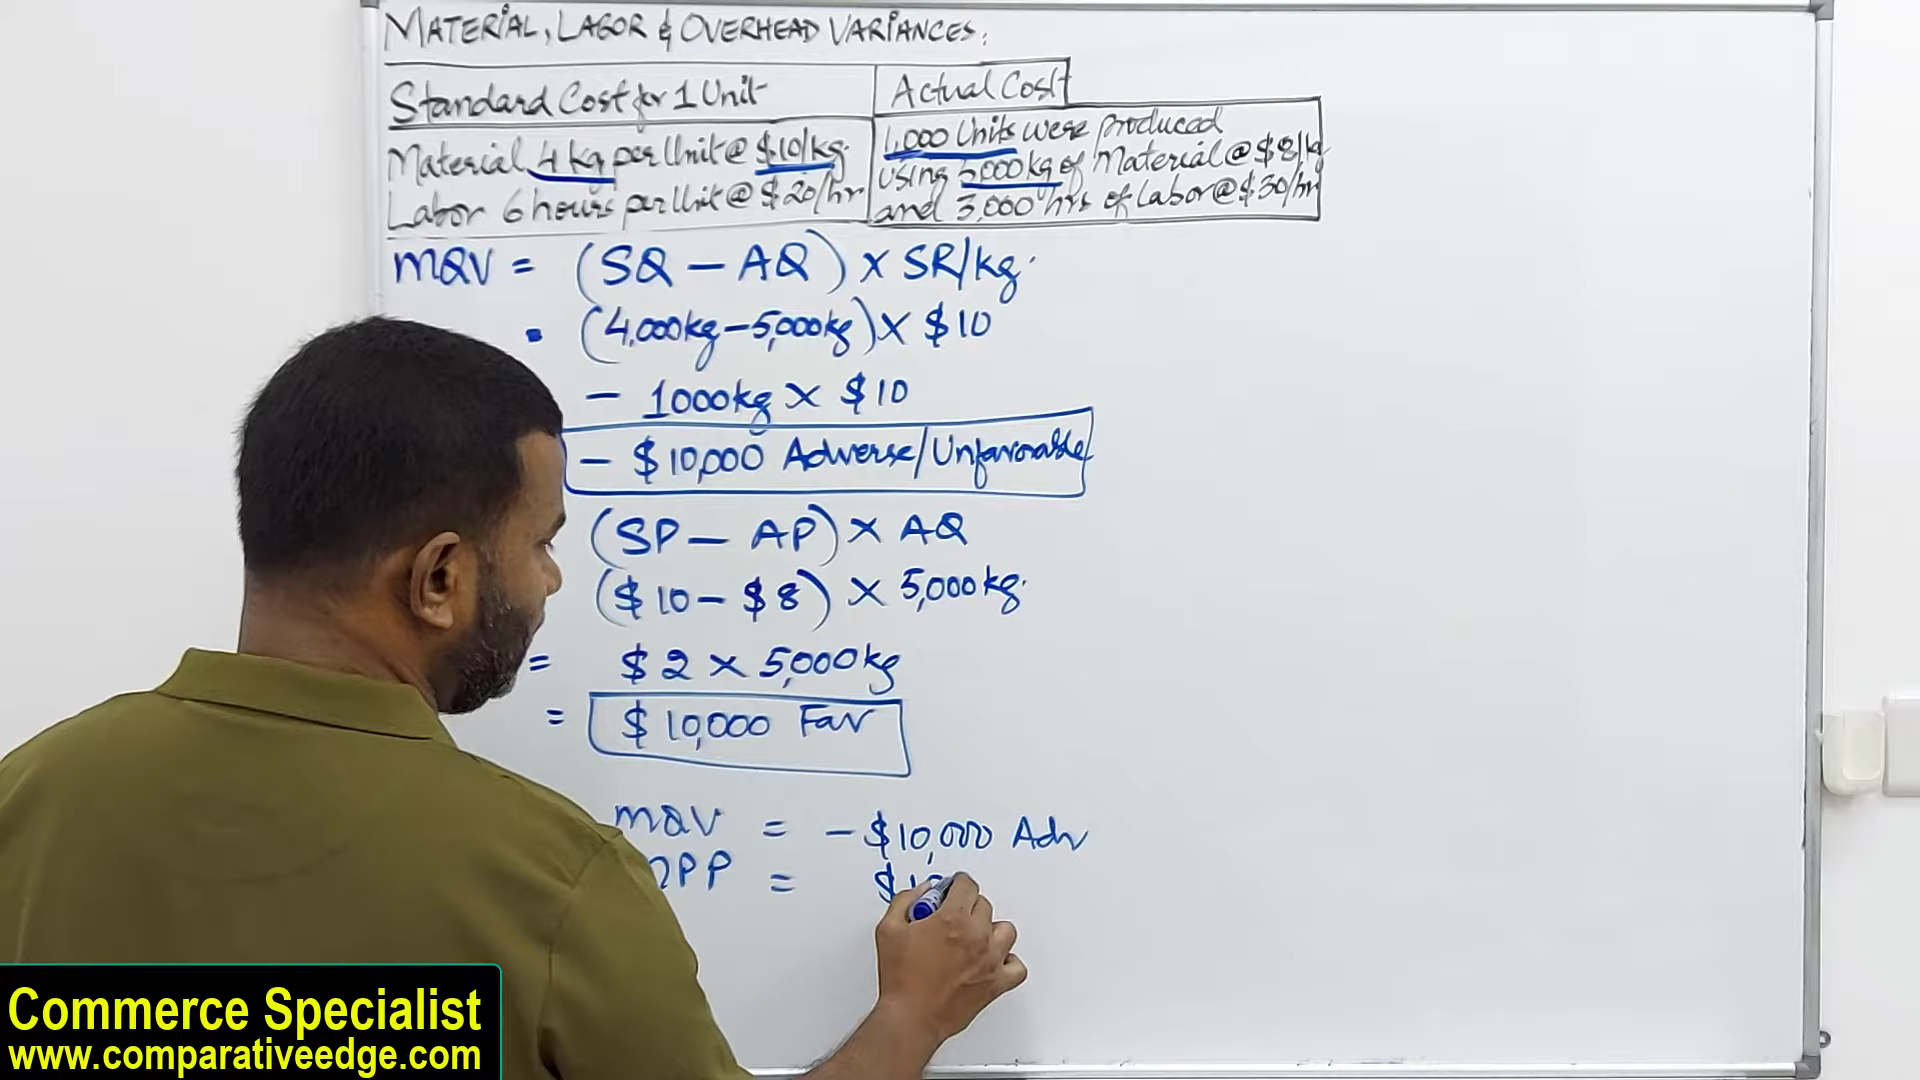 MATERIAL, LABOR & OVERHEAD VARIANCES:
Standard Cost for 1 Unit
Actual Cost
Material 4 kg per Unit @ $10/kg.
Labor 6 hours per Unit @ $20/hr
1,000 Units were produced
using 5000kg of Material @ $8/kg
and 3,000 hrs of Labor @ $30/hr
MQV = (SQ — AQ) × SR/kg.
(4,000kg – 5,000kg) × $10
– 1000kg × $10
– $10,000 Adverse/Unfavorable
(SP — AP) × AQ
($10 – $8) × 5,000kg.
= $2 × 5,000kg
= $10,000 Fav
MQV = – $10,000 Adv
PP = $1
Commerce Specialist
www.comparativeedge.com